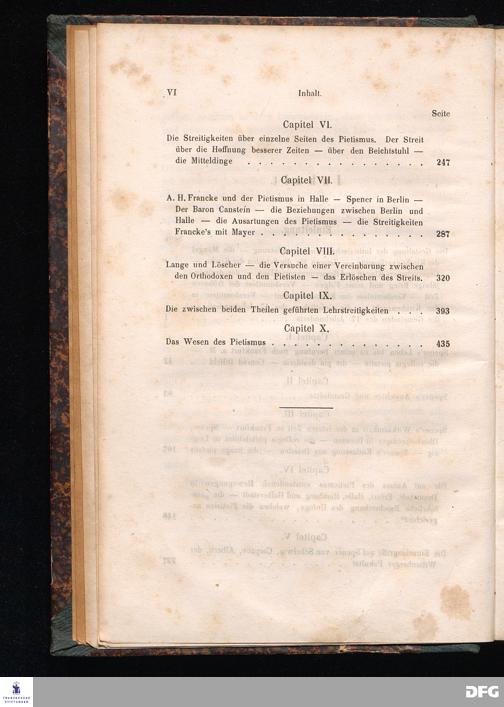 VI Inhalt.
Seite
Capitel VI.
Die Streitigkeiten über einzelne Seiten des Pietismus. Der Streit
über die Hoffnung besserer Zeiten — über den Beichtstuhl —
die Mitteldinge . . . . . . . . . . . . . . . . 247
Capitel VII.
A. H. Francke und der Pietismus in Halle — Spener in Berlin —
Der Baron Canstein — die Beziehungen zwischen Berlin und
Halle — die Ausartungen des Pietismus — die Streitigkeiten
Francke's mit Mayer . . . . . . . . . . . . . . 287
Capitel VIII.
Lange und Löscher — die Versuche einer Vereinbarung zwischen
den Orthodoxen und den Pietisten — das Erlöschen des Streits. 320
Capitel IX.
Die zwischen beiden Theilen geführten Lehrstreitigkeiten . . . 393
Capitel X.
Das Wesen des Pietismus . . . . . . . . . . . . . . 435
FRANCKESCHE
STIFTUNGEN
DFG